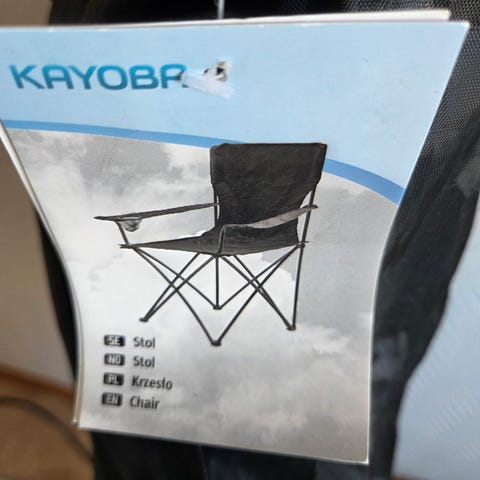 KAYOBA
SE Stol
NO Stol
PL Krzesło
EN Chair